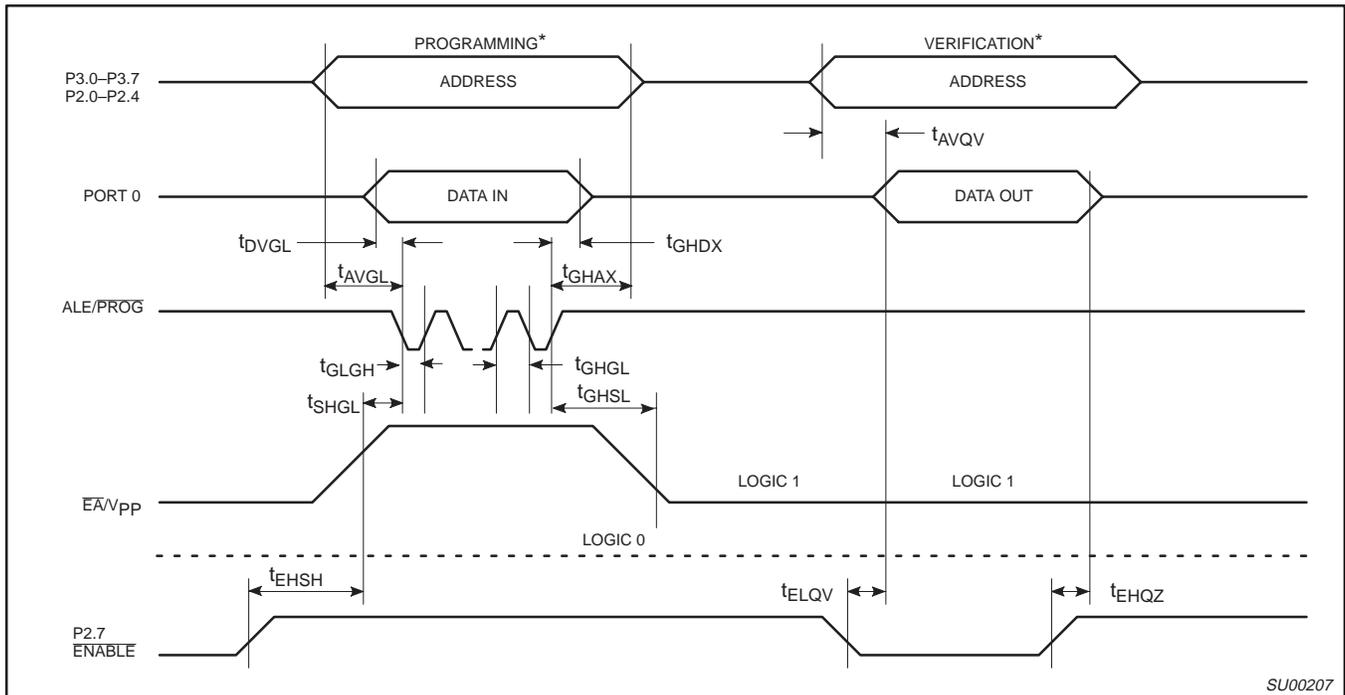 PROGRAMMING*
VERIFICATION*
P3.0–P3.7
P2.0–P2.4
ADDRESS
ADDRESS
tAVQV
PORT 0
DATA IN
DATA OUT
tDVGL
tGHDX
tAVGL
tGHAX
ALE/PROG
tGLGH
tGHGL
tSHGL
tGHSL
LOGIC 1
LOGIC 1
EA/VPP
LOGIC 0
tEHSH
tELQV
tEHQZ
P2.7
ENABLE
SU00207